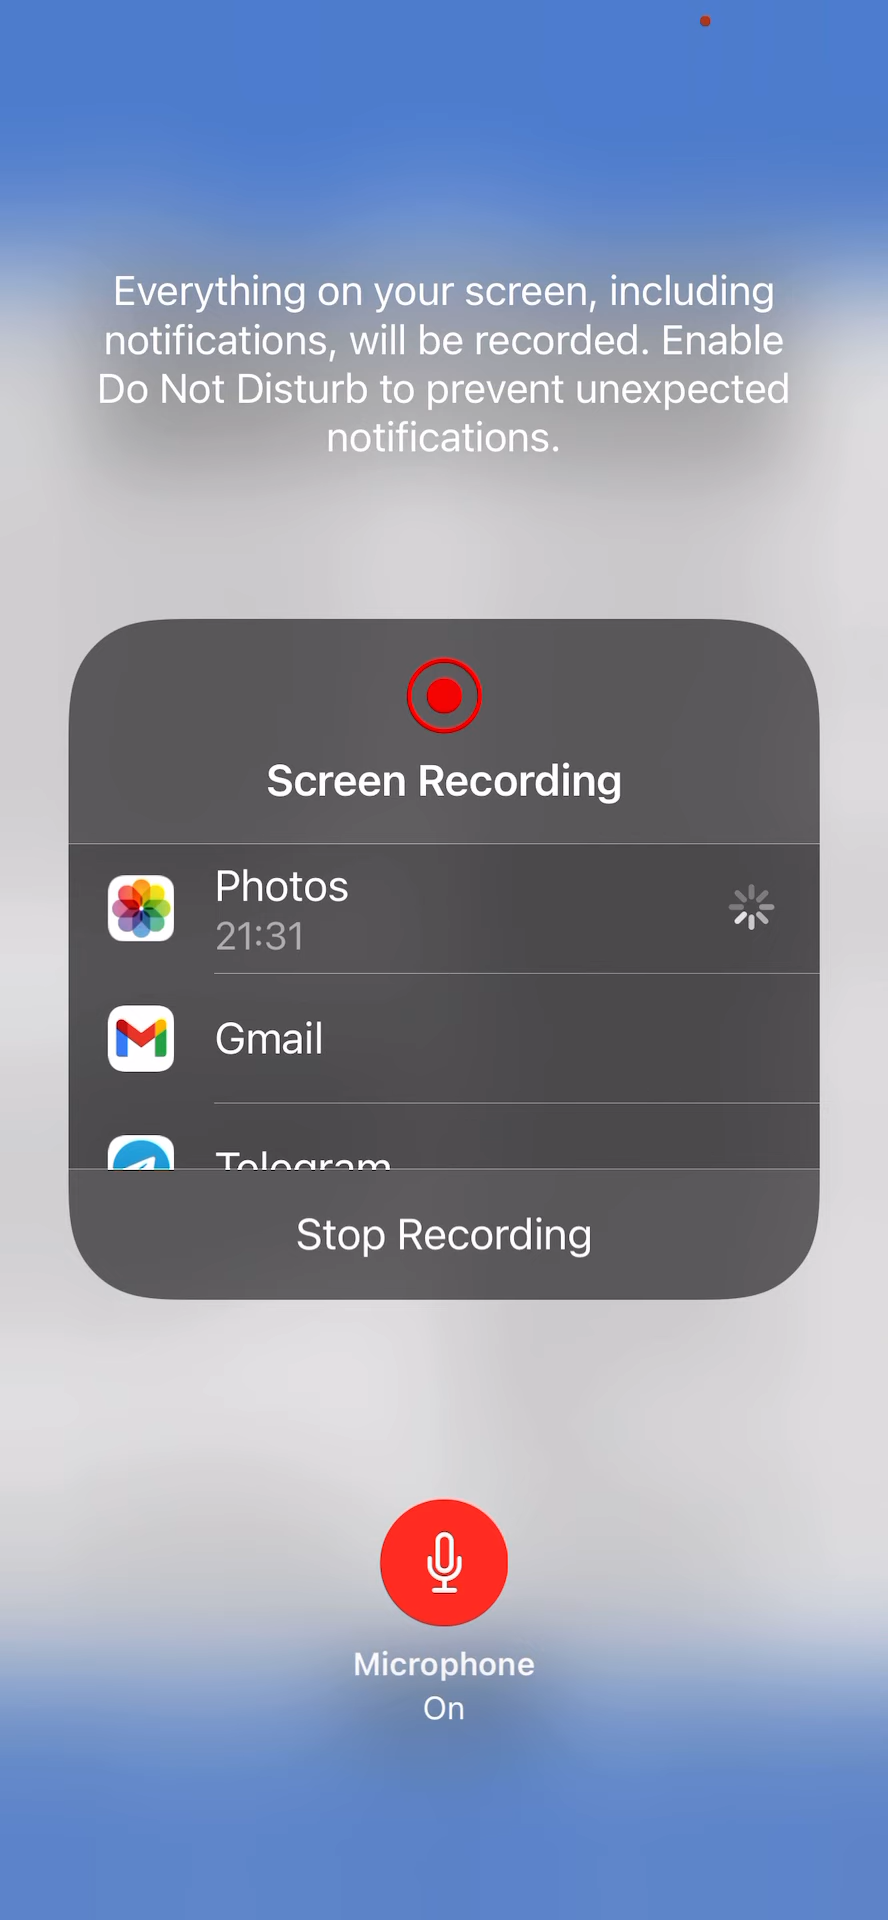 Everything on your screen, including
notifications, will be recorded. Enable
Do Not Disturb to prevent unexpected
notifications.
Screen Recording
Photos
21:31
Gmail
Telegram
Stop Recording
Microphone
On